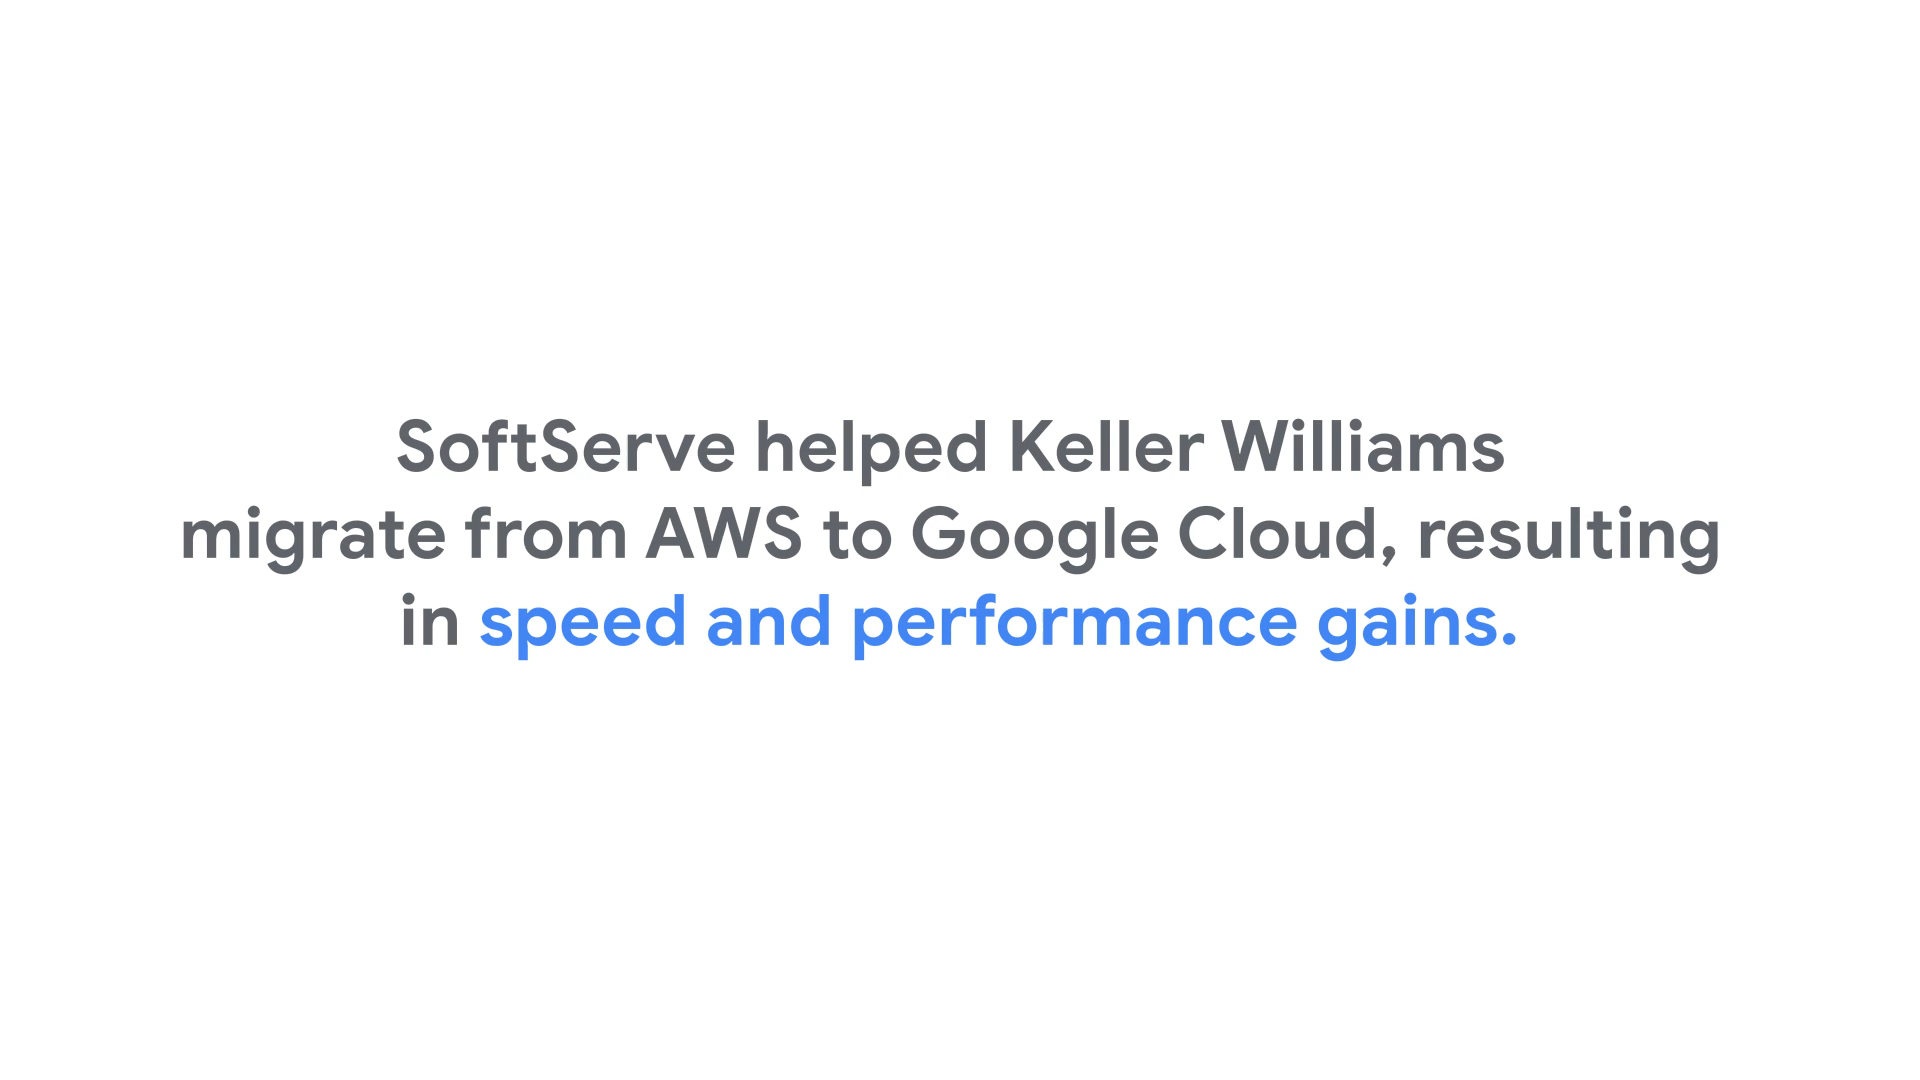 SoftServe helped Keller Williams
migrate from AWS to Google Cloud, resulting
in speed and performance gains.